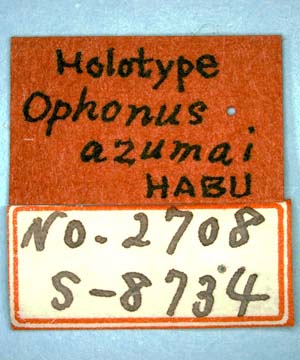 Holotype
Ophonus
azumai
HABU
No. 2708
S-8734